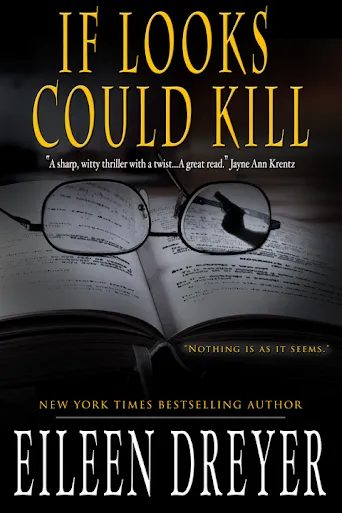 IF LOOKS
COULD KILL
"A sharp, witty thriller with a twist...A great read." Jayne Ann Krentz
"NOTHING IS AS IT SEEMS."
NEW YORK TIMES BESTSELLING AUTHOR
EILEEN DREYER